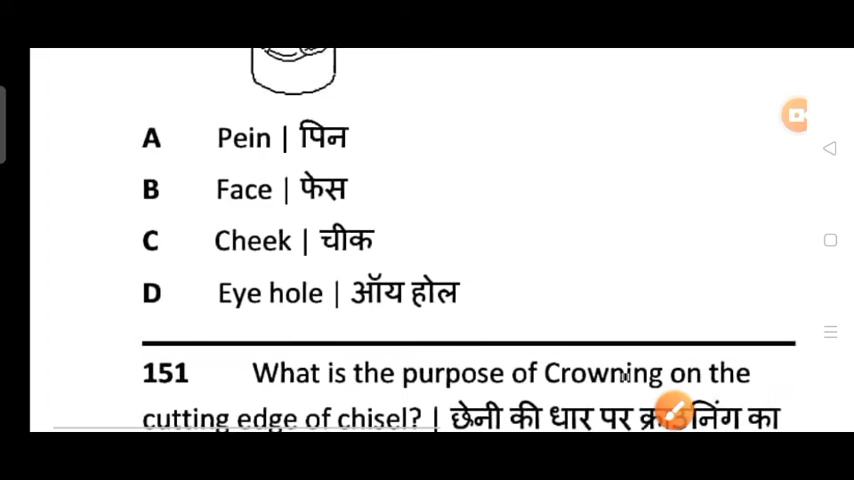 A Pein | पिन
B Face | फेस
C Cheek | चीक
D Eye hole | ऑय होल
151 What is the purpose of Crowning on the
cutting edge of chisel? | छेनी की धार पर क्राउनिंग का